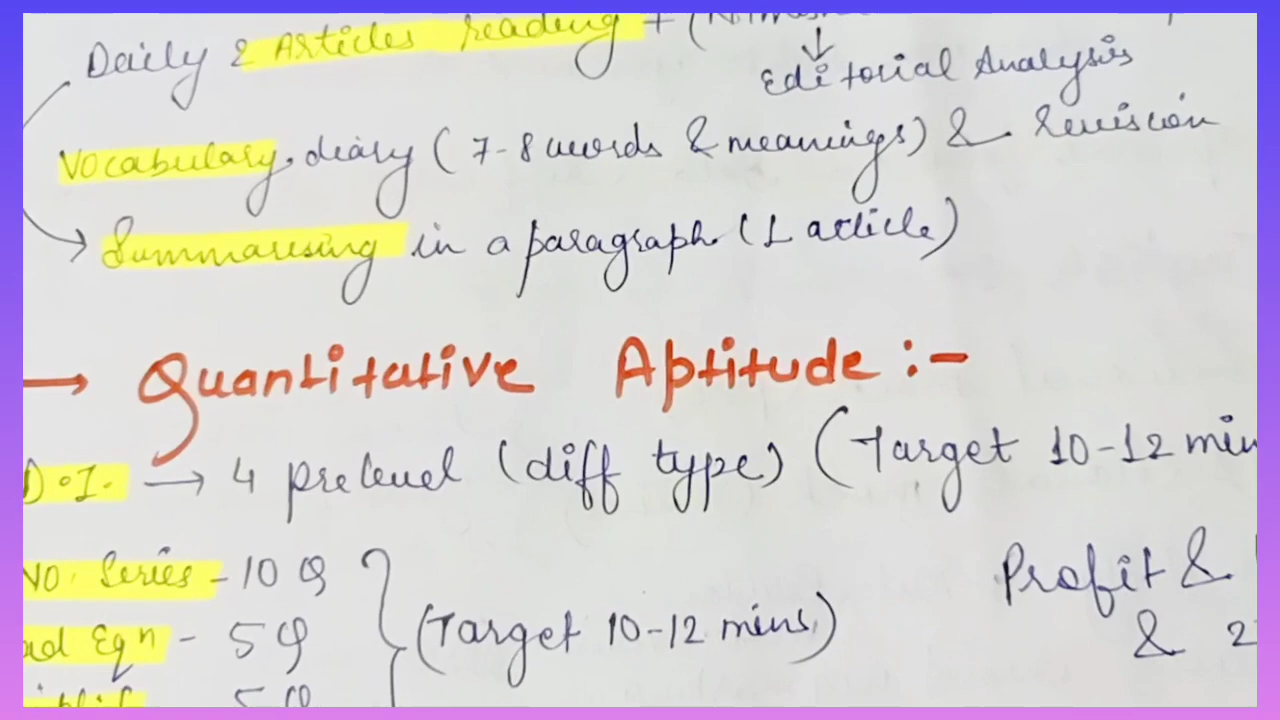 Daily 2 Articles reading + (
Editorial Analysis
Vocabulary diary ( 7-8 words & meanings) & Revision
Summarising in a paragraph (1 article)
→ Quantitative Aptitude :-
D.I. → 4 prelevel (diff type) (Target 10-12 min
No. Series - 10 Q
Profit &
Eqn - 5Q
(Target 10-12 mins)
& 2
5Q